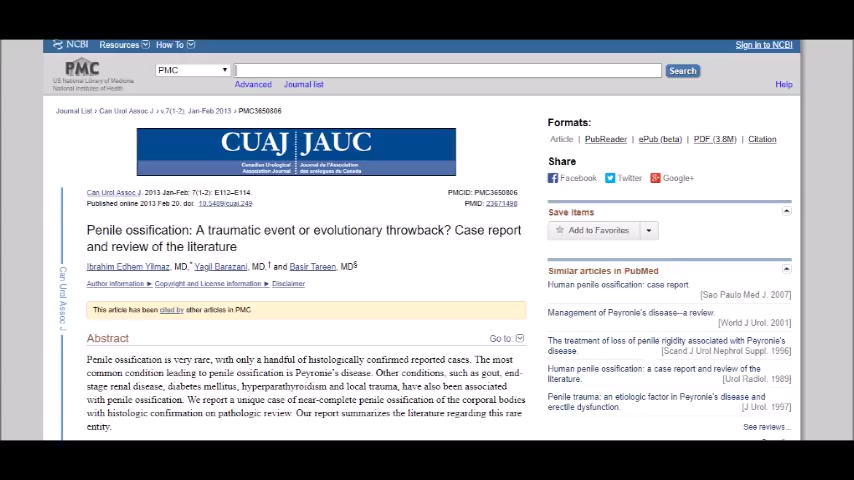 NCBI Resources How To Sign in to NCBI
PMC
US National Library of Medicine
National Institutes of Health
PMC
Search
Advanced Journal list
Help
Journal List > Can Urol Assoc J > v.7(1-2); Jan-Feb 2013 > PMC3650806
CUAJ JAUC
Canadian Urological Association Journal
Journal de l'Association des urologues du Canada
Can Urol Assoc J
Can Urol Assoc J. 2013 Jan-Feb; 7(1-2): E112–E114.
PMCID: PMC3650806
Published online 2013 Feb 20. doi: 10.5489/cuaj.249
PMID: 23671498
Penile ossification: A traumatic event or evolutionary throwback? Case report
and review of the literature
Ibrahim Edhem Yilmaz, MD,* Yagil Barazani, MD,† and Basir Tareen, MD§
Author information ► Copyright and License information ► Disclaimer
This article has been cited by other articles in PMC
Abstract
Go to:
Penile ossification is very rare, with only a handful of histologically confirmed reported cases. The most
common condition leading to penile ossification is Peyronie's disease. Other conditions, such as gout, end-
stage renal disease, diabetes mellitus, hyperparathyroidism and local trauma, have also been associated
with penile ossification. We report a unique case of near-complete penile ossification of the corporal bodies
with histologic confirmation on pathologic review. Our report summarizes the literature regarding this rare
entity.
Formats:
Article | PubReader | ePub (beta) | PDF (3.8M) | Citation
Share
Facebook Twitter Google+
Save items
Add to Favorites
Similar articles in PubMed
Human penile ossification: case report
[Sao Paulo Med J. 2007]
Management of Peyronie's disease--a review.
[World J Urol. 2001]
The treatment of loss of penile rigidity associated with Peyronie's
disease.
[Scand J Urol Nephrol Suppl. 1996]
Human penile ossification: a case report and review of the
literature.
[Urol Radiol. 1989]
Penile trauma: an etiologic factor in Peyronie's disease and
erectile dysfunction.
[J Urol. 1997]
See reviews...